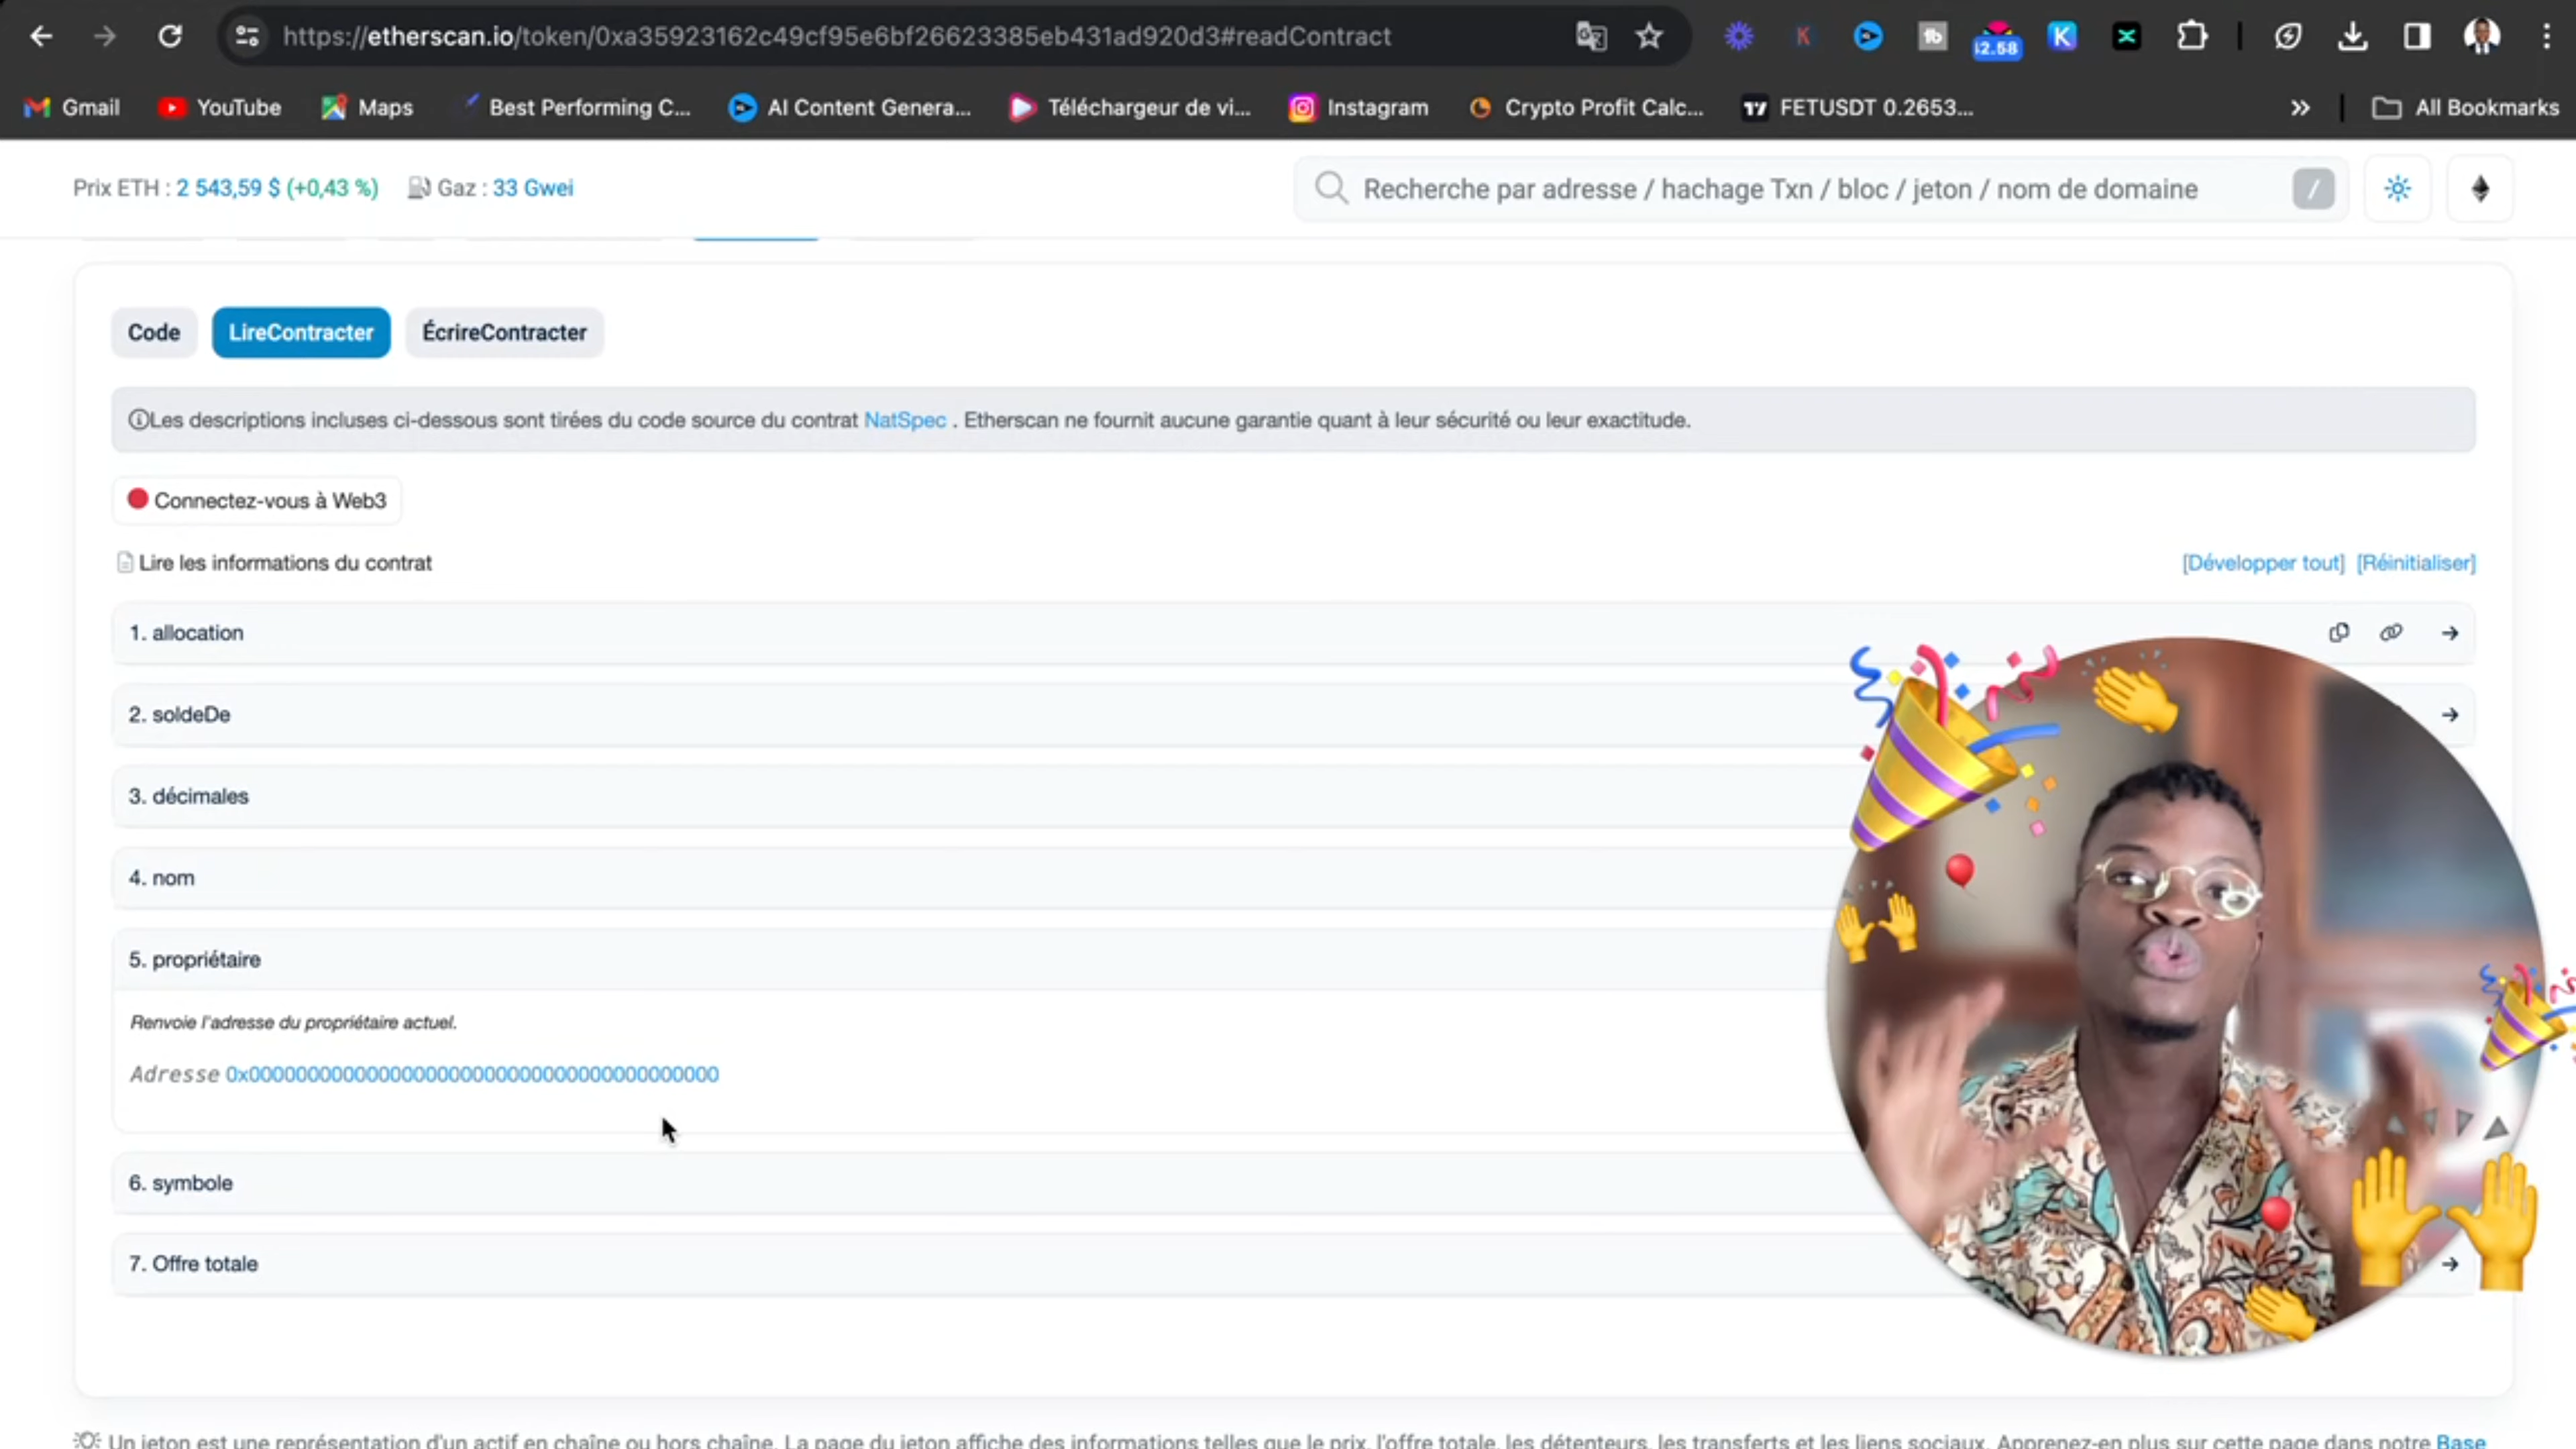 https://etherscan.io/token/0xa35923162c49cf95e6bf26623385eb431ad920d3#readContract
K
tb
12.58
K
Gmail
YouTube
Maps
Best Performing C...
AI Content Genera...
Téléchargeur de vi...
Instagram
Crypto Profit Calc...
FETUSDT 0.2653...
»
All Bookmarks
Prix ETH : 2 543,59 $ (+0,43 %)
Gaz : 33 Gwei
Recherche par adresse / hachage Txn / bloc / jeton / nom de domaine
/
Code
LireContracter
ÉcrireContracter
Les descriptions incluses ci-dessous sont tirées du code source du contrat NatSpec . Etherscan ne fournit aucune garantie quant à leur sécurité ou leur exactitude.
Connectez-vous à Web3
Lire les informations du contrat
[Développer tout] [Réinitialiser]
1. allocation
2. soldeDe
3. décimales
4. nom
5. propriétaire
Renvoie l'adresse du propriétaire actuel.
Adresse 0x0000000000000000000000000000000000000000
6. symbole
7. Offre totale
Un jeton est une représentation d'un actif en chaîne ou hors chaîne. La page du jeton affiche des informations telles que le prix, l'offre totale, les détenteurs, les transferts et les liens sociaux. Apprenez-en plus sur cette page dans notre Base